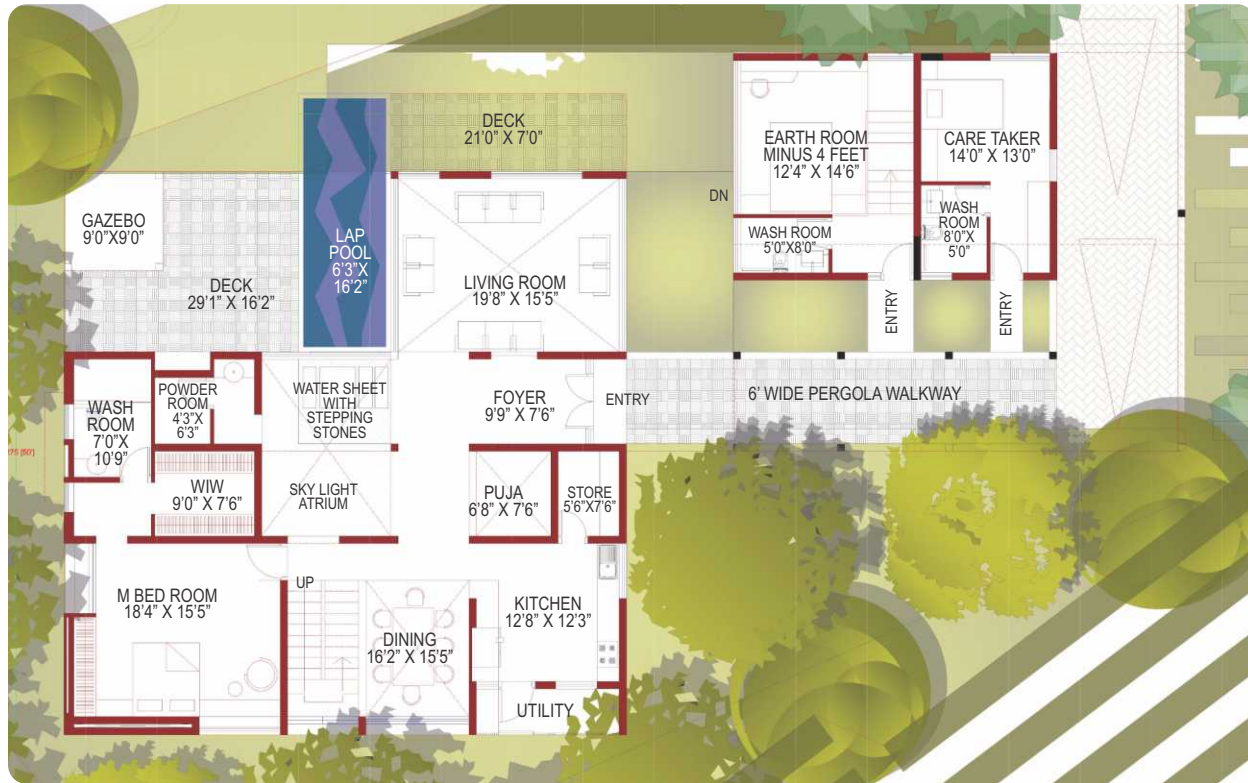 DECK
21'0" X 7'0"
EARTH ROOM
MINUS 4 FEET
12'4" X 14'6"
CARE TAKER
14'0" X 13'0"
DN
GAZEBO
9'0"X9'0"
LAP
POOL
6'3"X
16'2"
WASH ROOM
5'0"X8'0"
WASH
ROOM
8'0"X
5'0"
DECK
29'1" X 16'2"
LIVING ROOM
19'8" X 15'5"
ENTRY
ENTRY
POWDER
ROOM
4'3"X
6'3"
WATER SHEET
WITH
STEPPING
STONES
FOYER
9'9" X 7'6"
ENTRY
6' WIDE PERGOLA WALKWAY
WASH
ROOM
7'0"X
10'9"
275 [50']
WIW
9'0" X 7'6"
SKY LIGHT
ATRIUM
PUJA
6'8" X 7'6"
STORE
5'6"X7'6"
UP
M BED ROOM
18'4" X 15'5"
DINING
16'2" X 15'5"
KITCHEN
12'8" X 12'3"
UTILITY